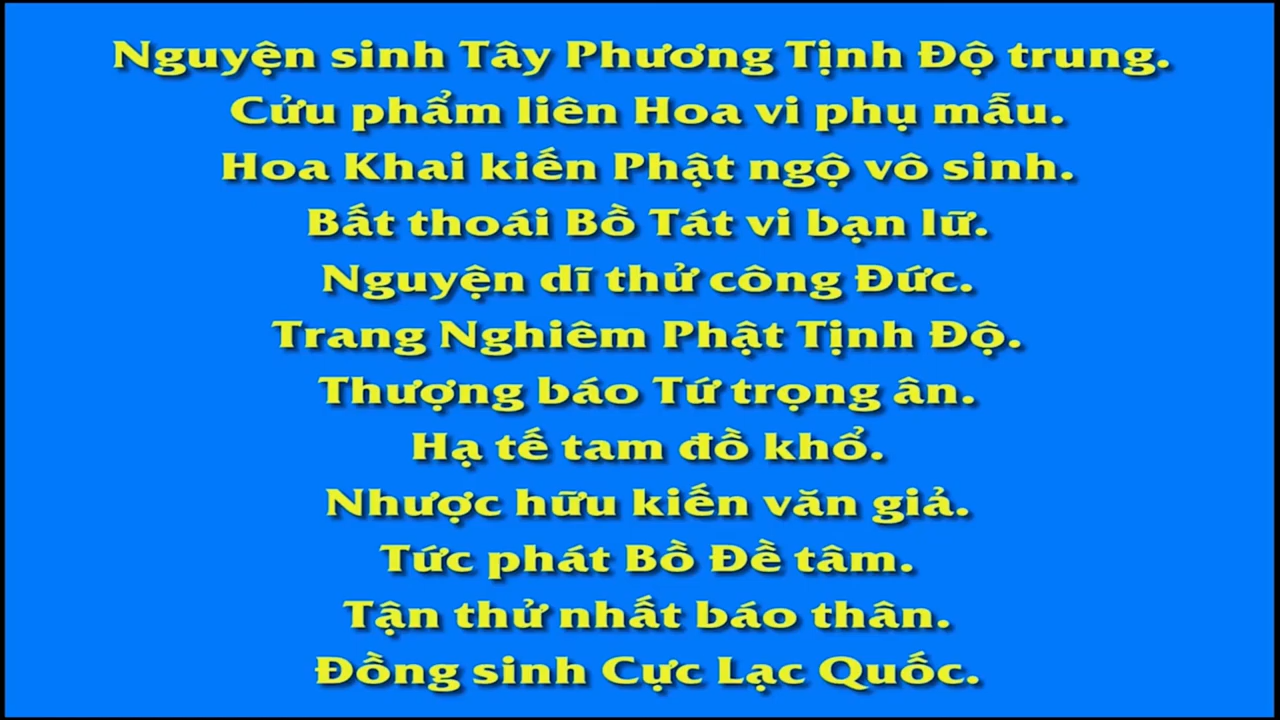 Nguyện sinh Tây Phương Tịnh Độ trung.
Cửu phẩm liên Hoa vi phụ mẫu.
Hoa Khai kiến Phật ngộ vô sinh.
Bất thoái Bồ Tát vi bạn lữ.
Nguyện dĩ thử công Đức.
Trang Nghiêm Phật Tịnh Độ.
Thượng báo Tứ trọng ân.
Hạ tế tam đồ khổ.
Nhược hữu kiến văn giả.
Tức phát Bồ Đề tâm.
Tận thử nhất báo thân.
Đồng sinh Cực Lạc Quốc.